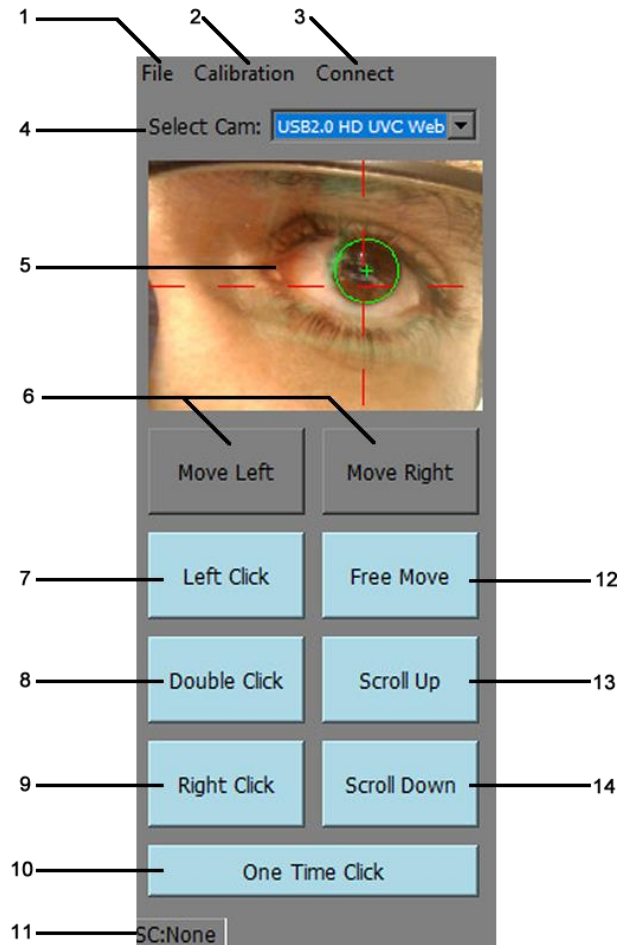 1 2 3
File Calibration Connect
4 Select Cam: USB2.0 HD UVC Web
5
6
Move Left Move Right
7 Left Click Free Move 12
8 Double Click Scroll Up 13
9 Right Click Scroll Down 14
10 One Time Click
11 SC:None